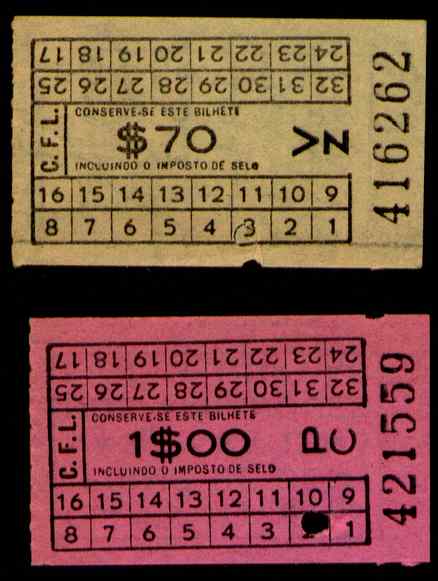 17 18 19 20 21 22 23 24
25 26 27 28 29 30 31 32
C.F.L.
CONSERVE-SE ESTE BILHETE
$70
INCLUINDO O IMPOSTO DE SELO
VZ
16 15 14 13 12 11 10 9
8 7 6 5 4 3 2 1
416262
17 18 19 20 21 22 23 24
25 26 27 28 29 30 31 32
C.F.L.
CONSERVE-SE ESTE BILHETE
1$00
INCLUINDO O IMPOSTO DE SELO
PC
16 15 14 13 12 11 10 9
8 7 6 5 4 3 1
421559